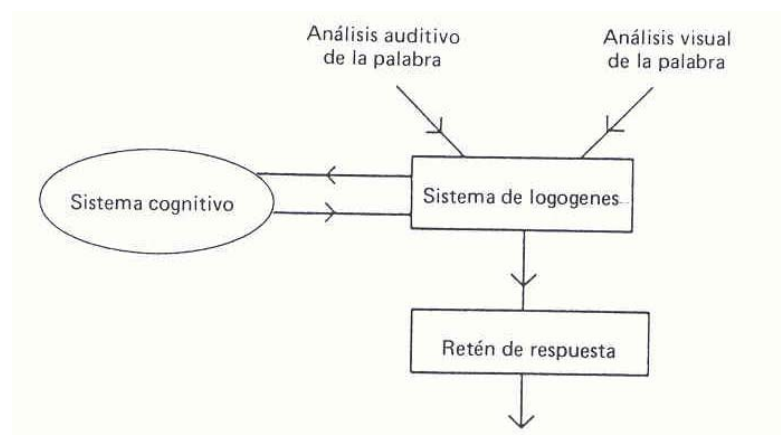 Análisis auditivo
de la palabra
Análisis visual
de la palabra
Sistema cognitivo
Sistema de logogenes
Retén de respuesta